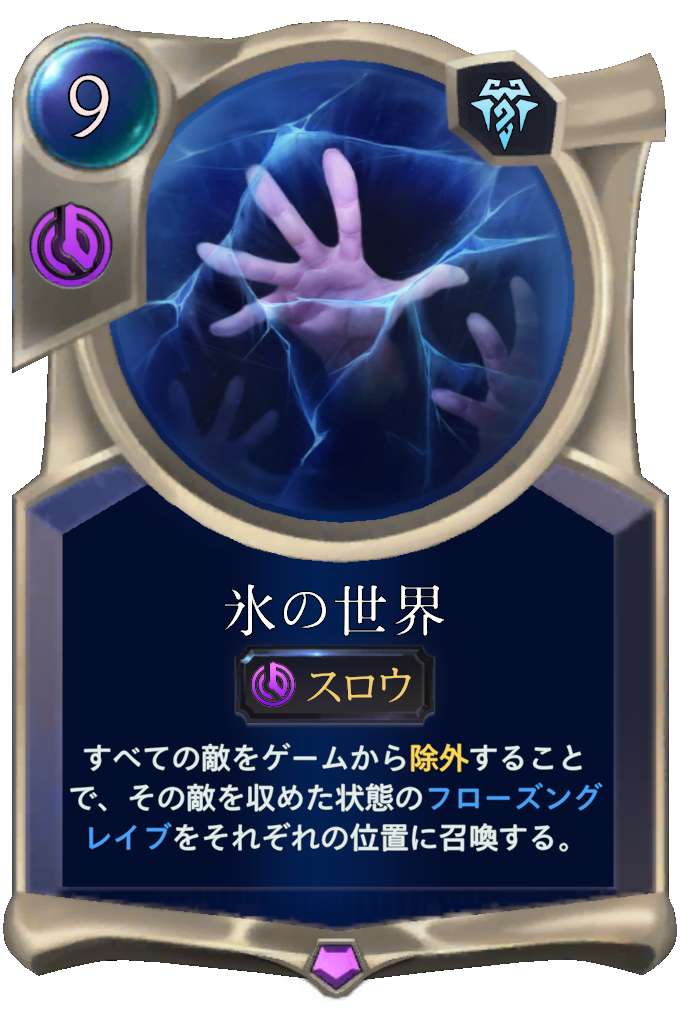 9
氷の世界
スロウ
すべての敵をゲームから除外すること
で、その敵を収めた状態のフローズング
レイブをそれぞれの位置に召喚する。